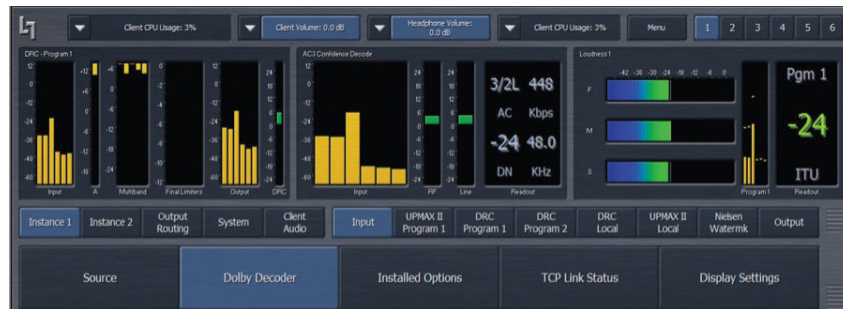 Client CPU Usage: 3%
Client Volume: 0.0 dB
Headphone Volume:
0.0 dB
Client CPU Usage: 3%
Menu
1 2 3 4 5 6
DRC - Program 1
AC3 Confidence Decode
Loudness 1
3/2L 448
AC Kbps
-24 48.0
DN KHz
-42 -36 -30 -24 -18 -12 -6 0
F
M
S
Pgm 1
-24
ITU
Input A Multiband Final Limiters Output DRC
Input RF Line Readout
Program 1 Readout
Instance 1
Instance 2
Output
Routing
System
Client
Audio
Input
UPMAX II
Program 1
DRC
Program 1
DRC
Program 2
DRC
Local
UPMAX II
Local
Nielsen
Watermk
Output
Source
Dolby Decoder
Installed Options
TCP Link Status
Display Settings